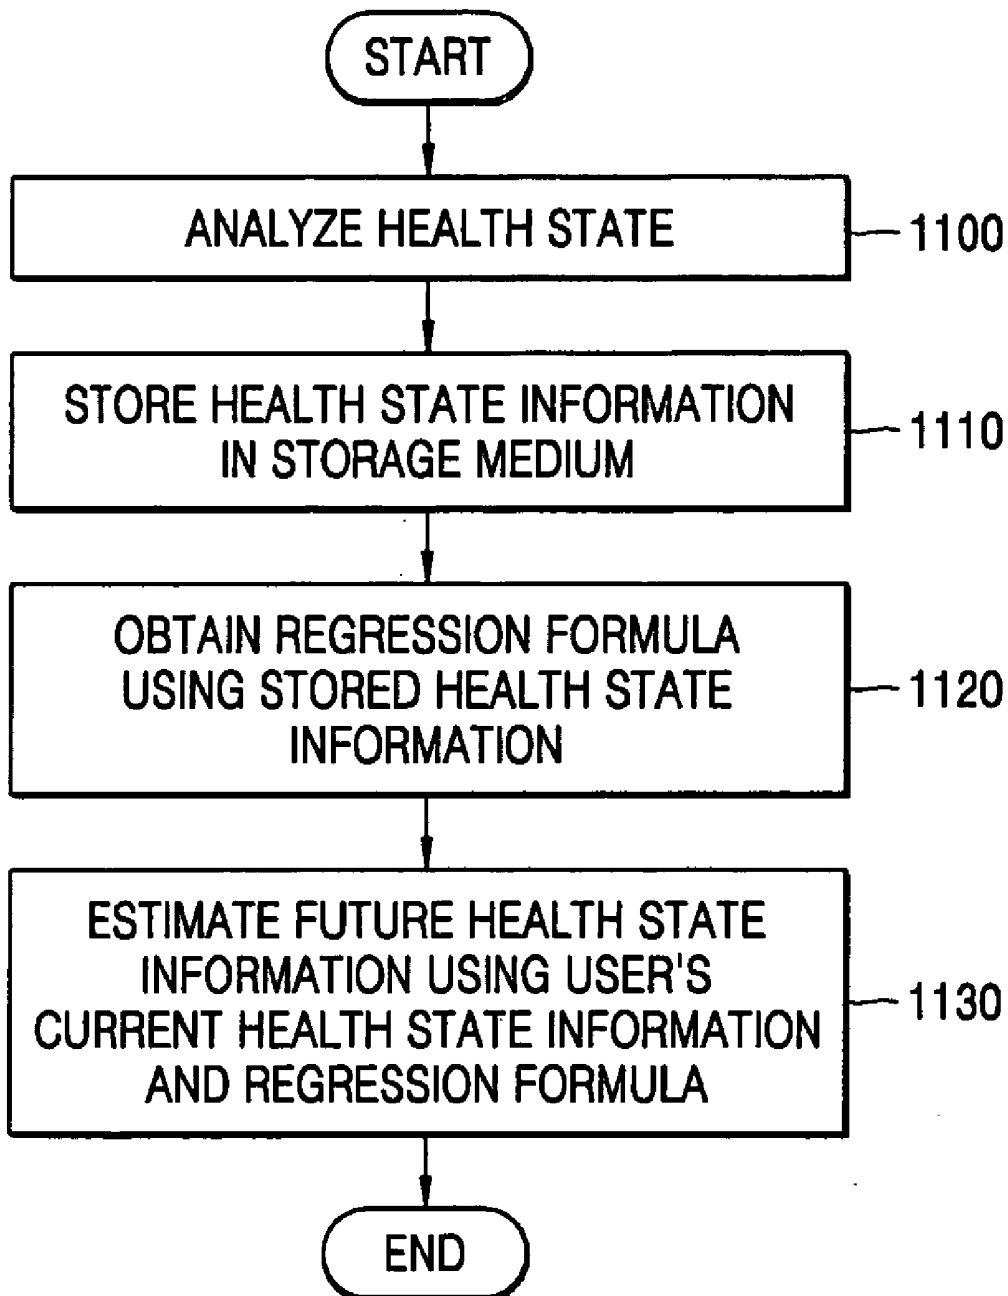 START
ANALYZE HEALTH STATE
1100
STORE HEALTH STATE INFORMATION
IN STORAGE MEDIUM
1110
OBTAIN REGRESSION FORMULA
USING STORED HEALTH STATE
INFORMATION
1120
ESTIMATE FUTURE HEALTH STATE
INFORMATION USING USER'S
CURRENT HEALTH STATE INFORMATION
AND REGRESSION FORMULA
1130
END